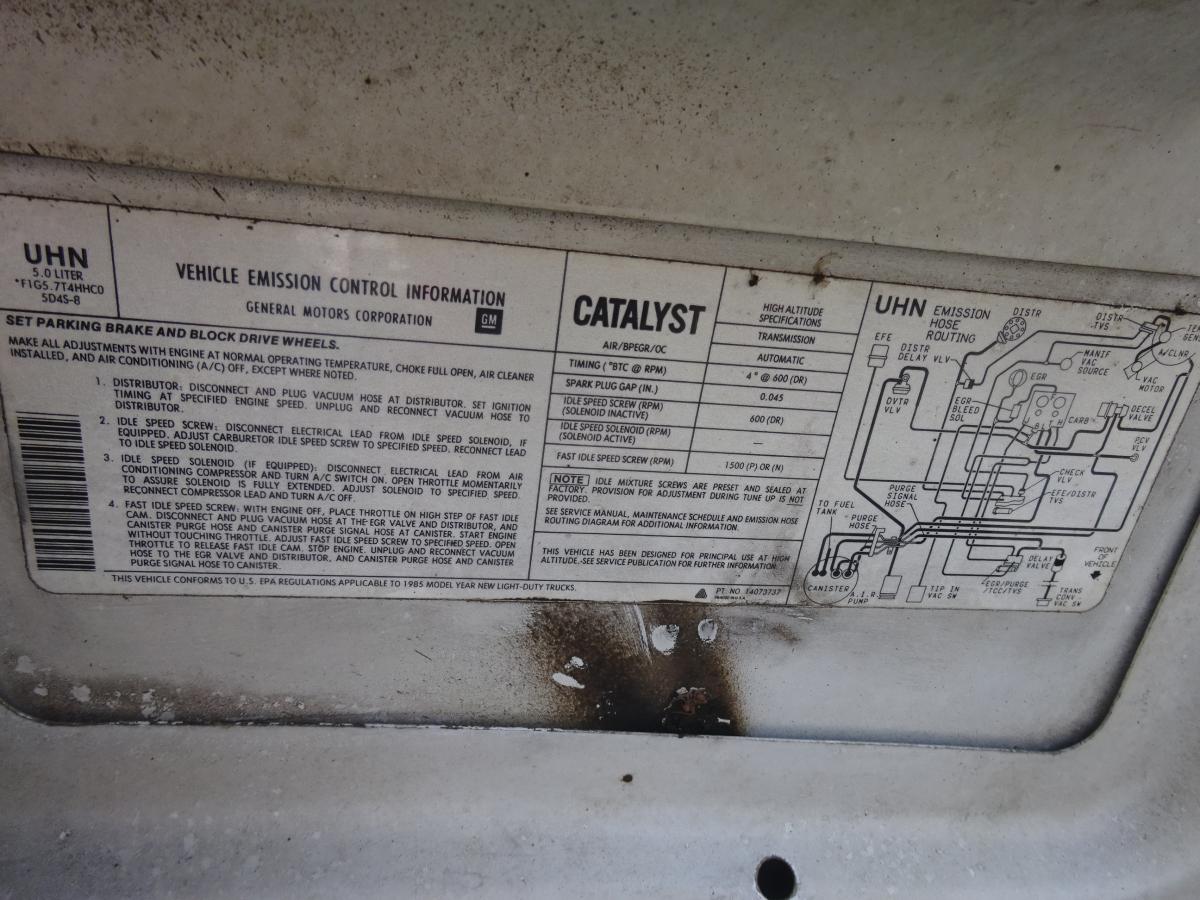 UHN
5.0 LITER
*F1G5.7T4HHC0
5D4S-8
VEHICLE EMISSION CONTROL INFORMATION
GENERAL MOTORS CORPORATION
GM
SET PARKING BRAKE AND BLOCK DRIVE WHEELS.
MAKE ALL ADJUSTMENTS WITH ENGINE AT NORMAL OPERATING TEMPERATURE, CHOKE FULL OPEN, AIR CLEANER
INSTALLED, AND AIR CONDITIONING (A/C) OFF, EXCEPT WHERE NOTED.
1. DISTRIBUTOR: DISCONNECT AND PLUG VACUUM HOSE AT DISTRIBUTOR. SET IGNITION
TIMING AT SPECIFIED ENGINE SPEED. UNPLUG AND RECONNECT VACUUM HOSE TO
DISTRIBUTOR.
2. IDLE SPEED SCREW: DISCONNECT ELECTRICAL LEAD FROM IDLE SPEED SOLENOID, IF
EQUIPPED. ADJUST CARBURETOR IDLE SPEED SCREW TO SPECIFIED SPEED. RECONNECT LEAD
TO IDLE SPEED SOLENOID.
3. IDLE SPEED SOLENOID (IF EQUIPPED): DISCONNECT ELECTRICAL LEAD FROM AIR
CONDITIONING COMPRESSOR AND TURN A/C SWITCH ON. OPEN THROTTLE MOMENTARILY
TO ASSURE SOLENOID IS FULLY EXTENDED. ADJUST SOLENOID TO SPECIFIED SPEED.
RECONNECT COMPRESSOR LEAD AND TURN A/C OFF.
4. FAST IDLE SPEED SCREW: WITH ENGINE OFF, PLACE THROTTLE ON HIGH STEP OF FAST IDLE
CAM. DISCONNECT AND PLUG VACUUM HOSE AT THE EGR VALVE AND DISTRIBUTOR, AND
CANISTER PURGE HOSE AND CANISTER PURGE SIGNAL HOSE AT CANISTER. START ENGINE
WITHOUT TOUCHING THROTTLE. ADJUST FAST IDLE SPEED SCREW TO SPECIFIED SPEED. OPEN
THROTTLE TO RELEASE FAST IDLE CAM. STOP ENGINE. UNPLUG AND RECONNECT VACUUM
HOSE TO THE EGR VALVE AND DISTRIBUTOR, AND CANISTER PURGE HOSE AND CANISTER
PURGE SIGNAL HOSE TO CANISTER.
THIS VEHICLE CONFORMS TO U.S. EPA REGULATIONS APPLICABLE TO 1985 MODEL YEAR NEW LIGHT-DUTY TRUCKS.
CATALYST
AIR/BPEGR/OC
HIGH ALTITUDE
SPECIFICATIONS
TRANSMISSION
AUTOMATIC
TIMING (°BTC @ RPM)
4° @ 600 (DR)
SPARK PLUG GAP (IN.)
0.045
IDLE SPEED SCREW (RPM)
(SOLENOID INACTIVE)
600 (DR)
IDLE SPEED SOLENOID (RPM)
(SOLENOID ACTIVE)
—
FAST IDLE SPEED SCREW (RPM)
1500 (P) OR (N)
NOTE IDLE MIXTURE SCREWS ARE PRESET AND SEALED AT
FACTORY. PROVISION FOR ADJUSTMENT DURING TUNE UP IS NOT
PROVIDED.
SEE SERVICE MANUAL, MAINTENANCE SCHEDULE AND EMISSION HOSE
ROUTING DIAGRAM FOR ADDITIONAL INFORMATION.
THIS VEHICLE HAS BEEN DESIGNED FOR PRINCIPAL USE AT HIGH
ALTITUDE.-SEE SERVICE PUBLICATION FOR FURTHER INFORMATION.
PT. NO. 14073737
UHN EMISSION
HOSE
ROUTING
DISTR
DISTR
TVS
EFE
DISTR
DELAY VLV
MANIF
VAC
SOURCE
A/CLNR
VAC
MOTOR
EGR
DVTR
VLV
EGR
BLEED
SOL
CARB
DECEL
VALVE
PCV
VLV
CHECK
VLV
PURGE
SIGNAL
HOSE
EFE/DISTR
TVS
TO FUEL
TANK
PURGE
HOSE
CANISTER
A.I.R.
PUMP
TIP IN
VAC SW
EGR/PURGE
/TCC/TVS
DELAY
VALVE
TRANS
CONV
VAC SW
FRONT
OF
VEHICLE